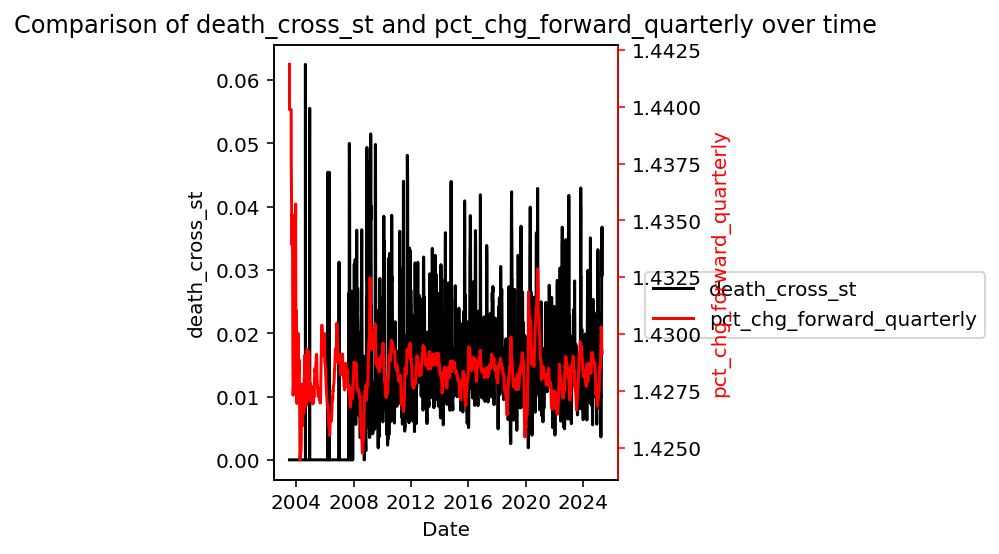 Comparison of death_cross_st and pct_chg_forward_quarterly over time
death_cross_st
0.06
0.05
0.04
0.03
0.02
0.01
0.00
2004 2008 2012 2016 2020 2024
Date
1.4425
1.4400
1.4375
1.4350
1.4325
1.4300
1.4275
1.4250
pct_chg_forward_quarterly
death_cross_st
pct_chg_forward_quarterly